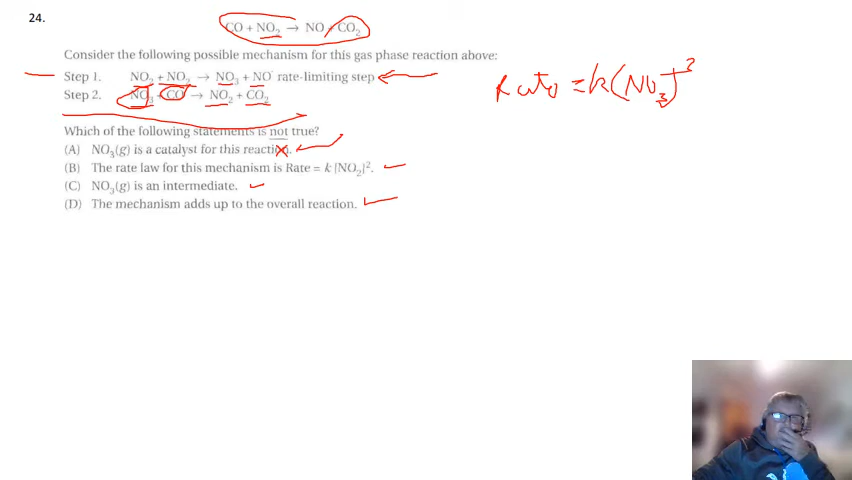 24.
CO + NO₂ → NO + CO₂
Consider the following possible mechanism for this gas phase reaction above:
Step 1. NO₂ + NO₂ → NO₃ + NO rate-limiting step
Step 2. NO₃ + CO → NO₂ + CO₂
Rate = k(NO₂)²
Which of the following statements is not true?
(A) NO₃(g) is a catalyst for this reaction.
(B) The rate law for this mechanism is Rate = k [NO₂]².
(C) NO₃(g) is an intermediate.
(D) The mechanism adds up to the overall reaction.